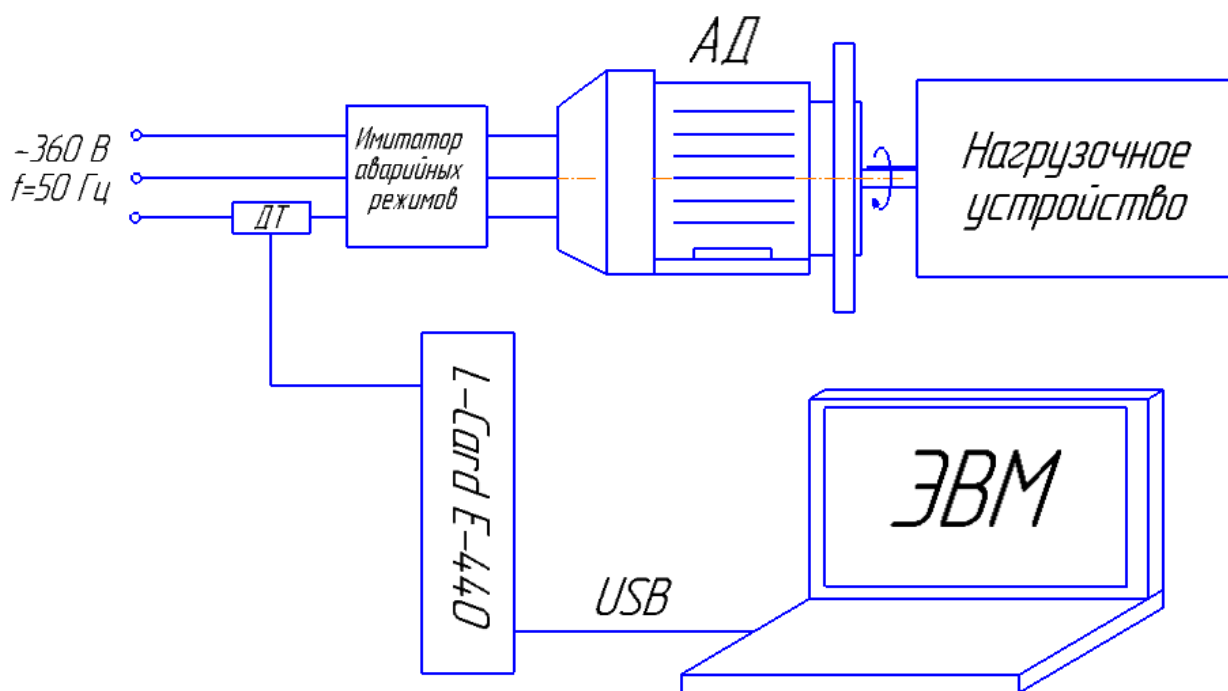 АД
~360 В
f=50 Гц
Имитатор
аварийных
режимов
ДТ
Нагрузочное
устройство
L-Card E-440
ЭВМ
USB